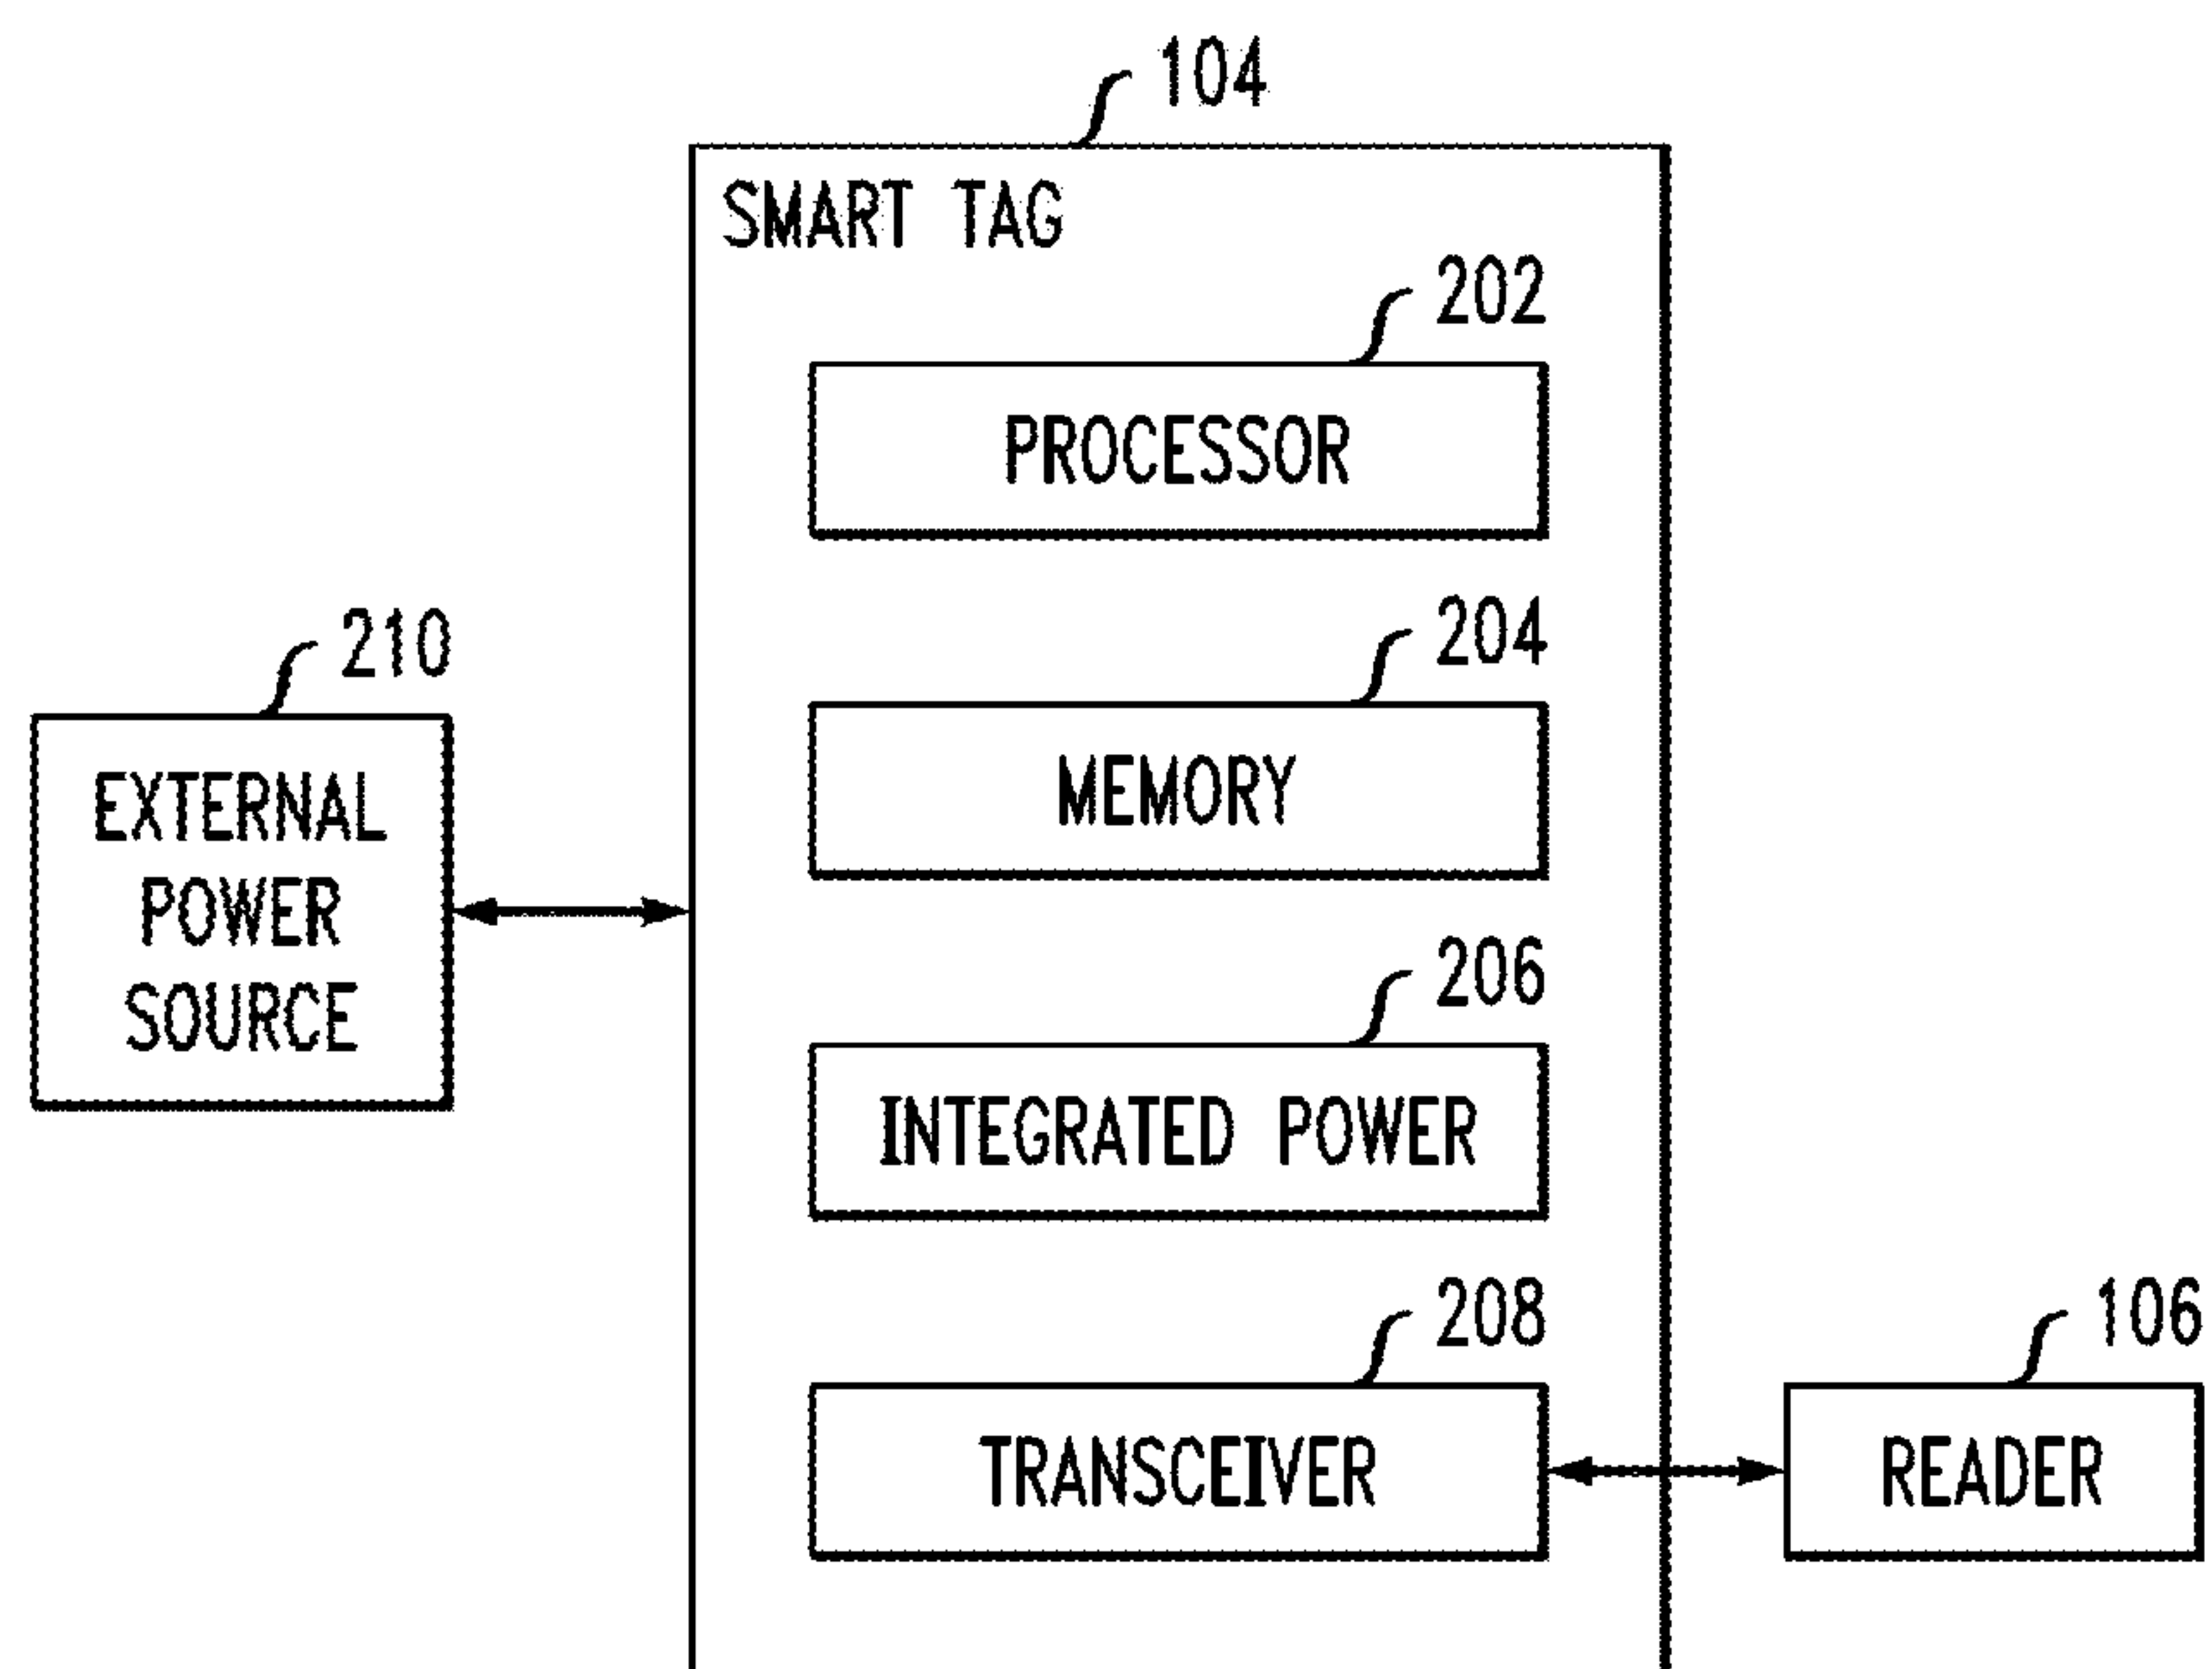 104
SMART TAG
202
PROCESSOR
204
MEMORY
210
EXTERNAL
POWER
SOURCE
206
INTEGRATED POWER
208
TRANSCEIVER
106
READER